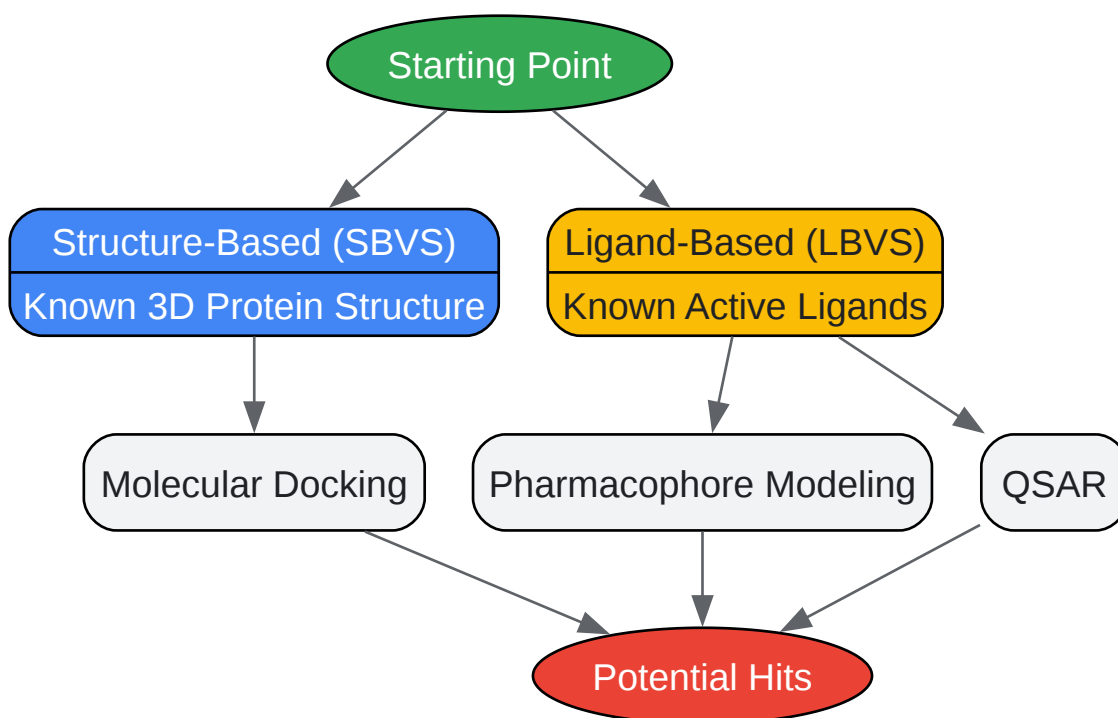 Starting Point
Structure-Based (SBVS)
Known 3D Protein Structure
Ligand-Based (LBVS)
Known Active Ligands
Molecular Docking
Pharmacophore Modeling
QSAR
Potential Hits